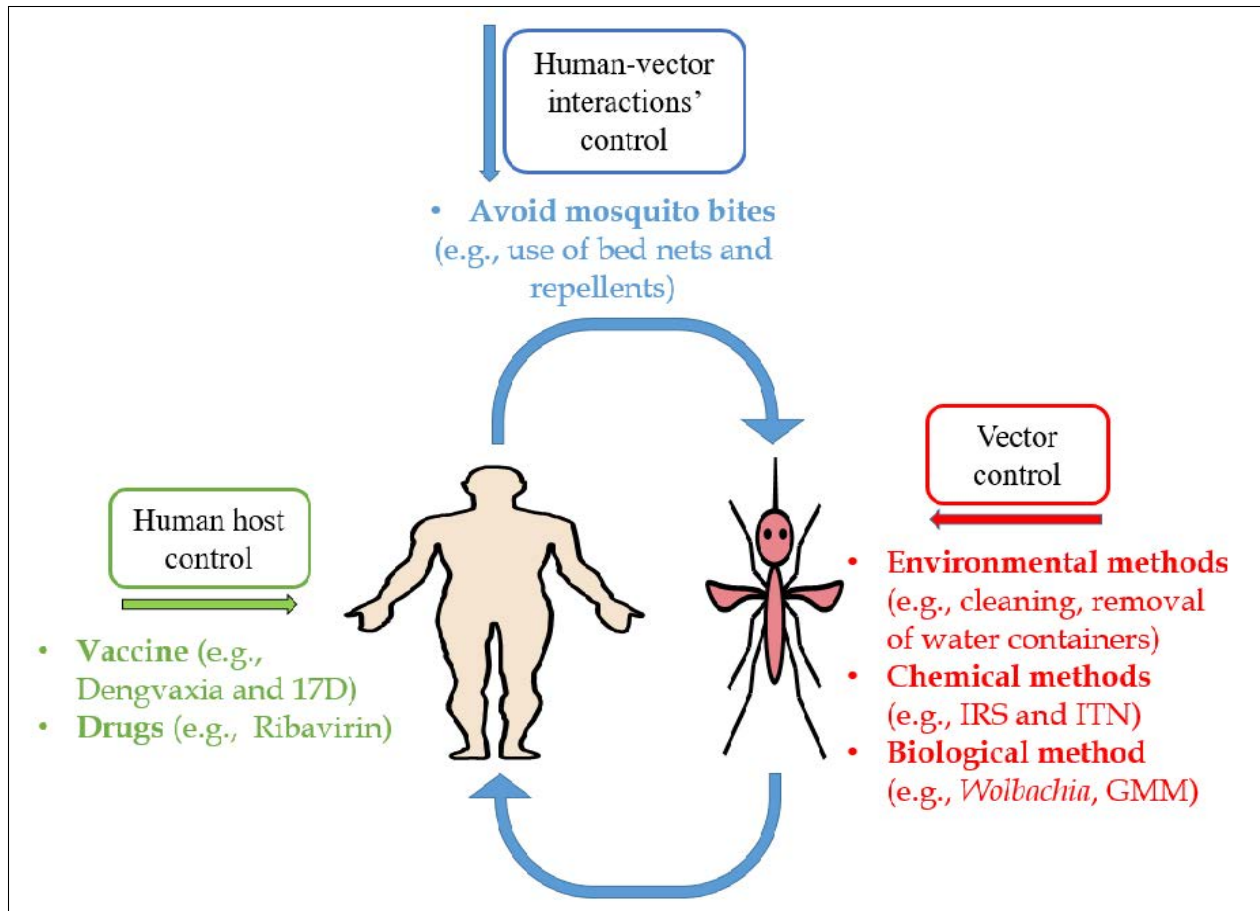 Human-vector
interactions’
control
• Avoid mosquito bites
(e.g., use of bed nets and
repellents)
Human host
control
• Vaccine (e.g.,
Dengvaxia and 17D)
• Drugs (e.g., Ribavirin)
Vector
control
• Environmental methods
(e.g., cleaning, removal
of water containers)
• Chemical methods
(e.g., IRS and ITN)
• Biological method
(e.g., Wolbachia, GMM)